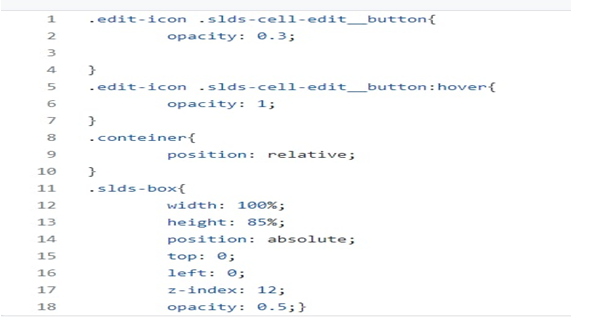 1 .edit-icon .slds-cell-edit__button{
2 opacity: 0.3;
3
4 }
5 .edit-icon .slds-cell-edit__button:hover{
6 opacity: 1;
7 }
8 .conteiner{
9 position: relative;
10 }
11 .slds-box{
12 width: 100%;
13 height: 85%;
14 position: absolute;
15 top: 0;
16 left: 0;
17 z-index: 12;
18 opacity: 0.5;}